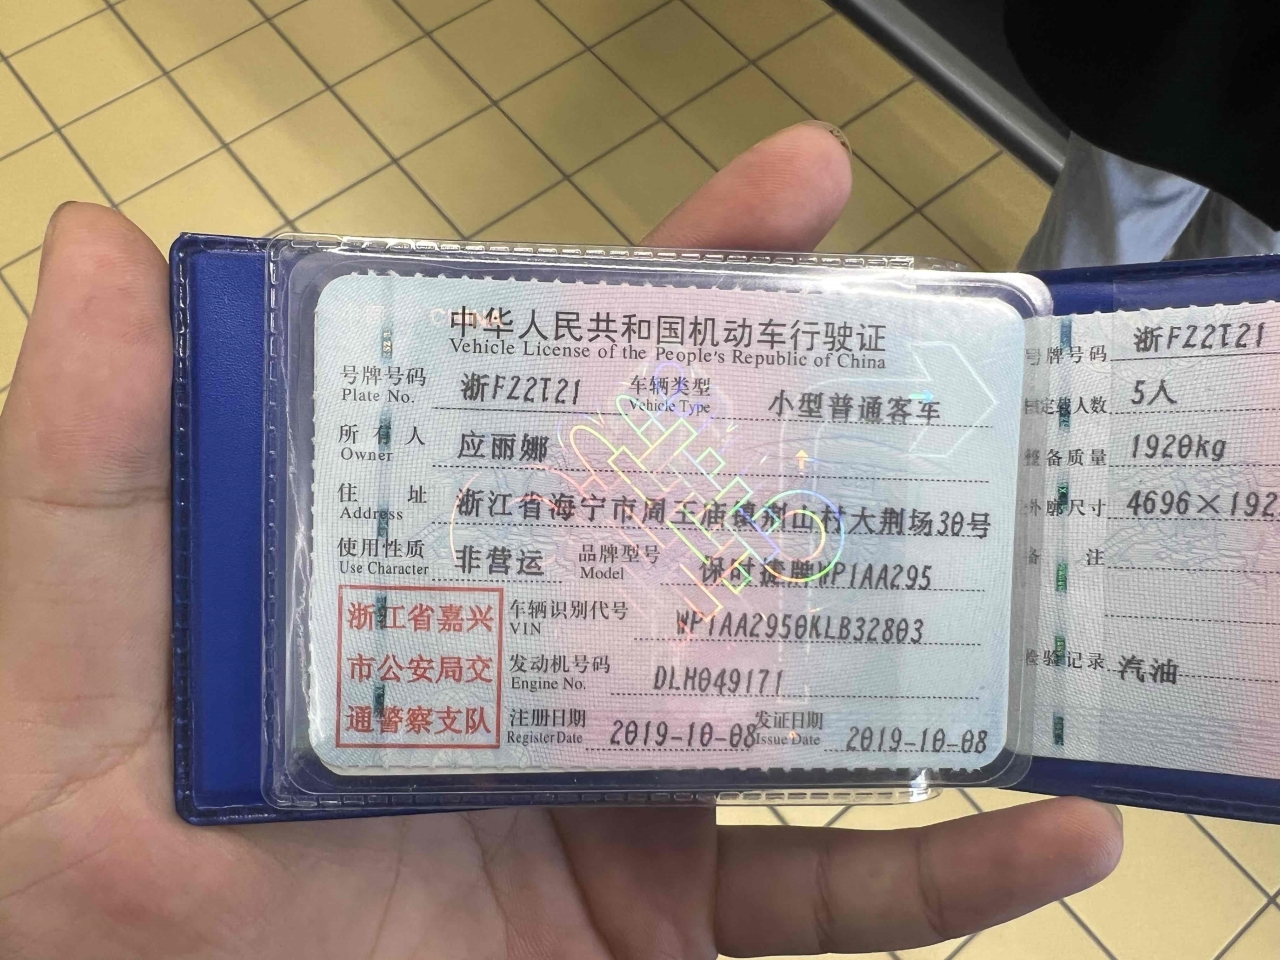 中华人民共和国机动车行驶证
Vehicle License of the People's Republic of China
号牌号码 浙F22T21 车辆类型 小型普通客车
Plate No. Vehicle Type
所有人 应丽娜
Owner
住址 浙江省海宁市周王庙镇荆山村大荆场30号
Address
使用性质 非营运 品牌型号 保时捷牌WP1AA295
Use Character Model
浙江省嘉兴
市公安局交
通警察支队
车辆识别代号 WP1AA2950KLB32803
VIN
发动机号码 DLH049171
Engine No.
注册日期 2019-10-08 发证日期 2019-10-08
Register Date Issue Date
号牌号码 浙F22T21
定载人数 5人
整备质量 1920kg
外廓尺寸 4696×192
备注
检验记录 汽油